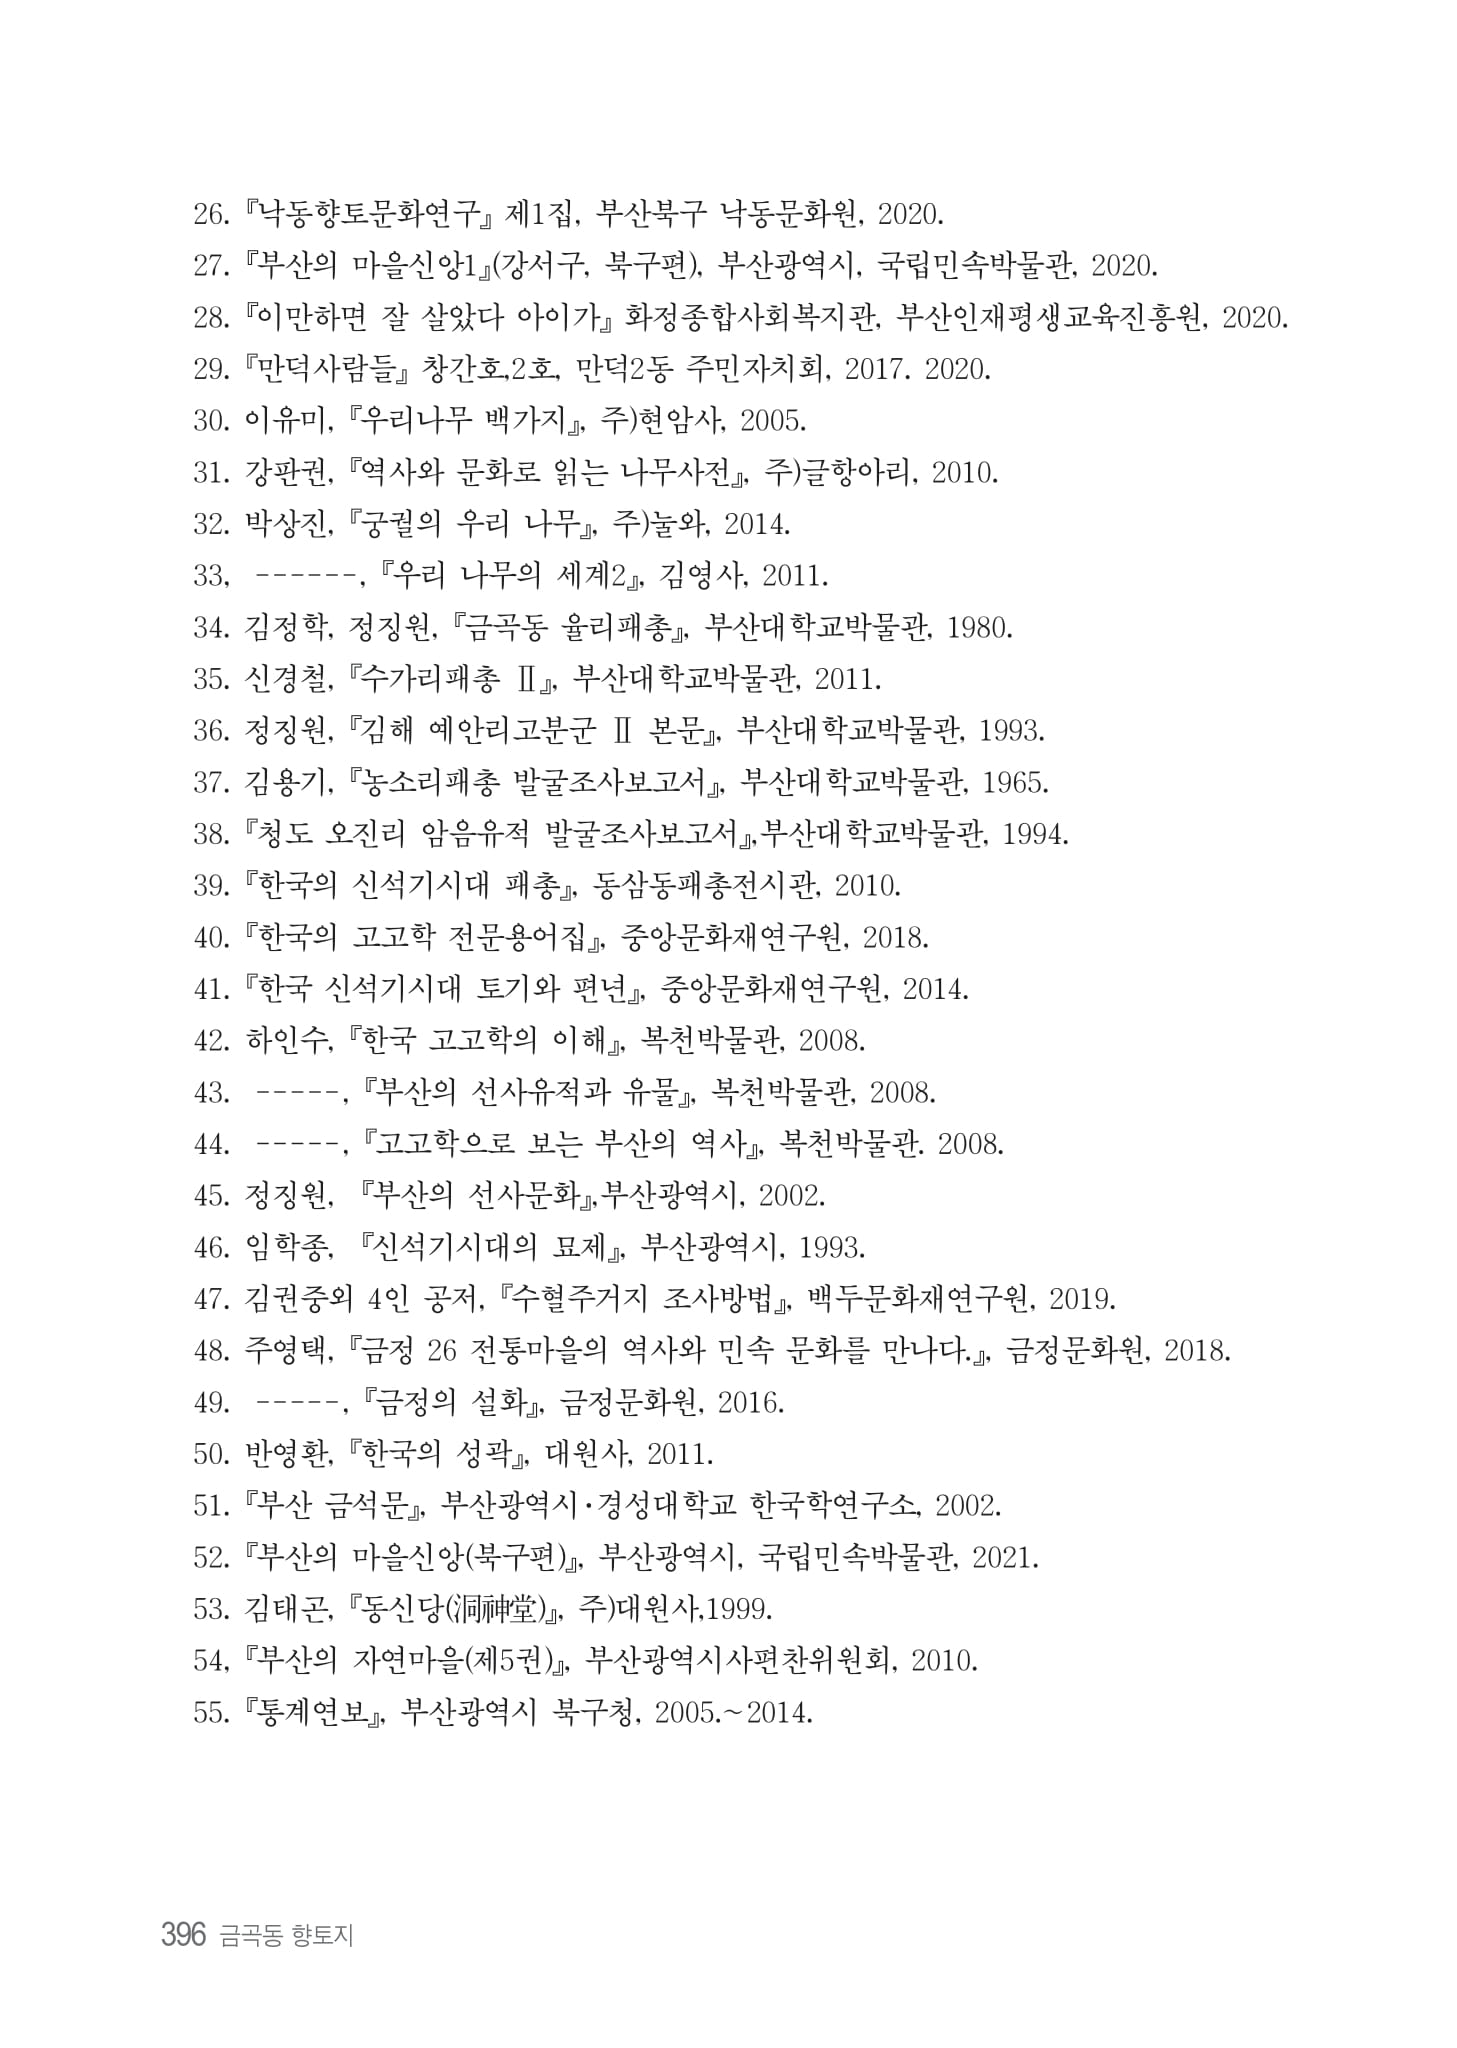 26. 『낙동향토문화연구』 제1집, 부산북구 낙동문화원, 2020.
27. 『부산의 마을신앙1』(강서구, 북구편), 부산광역시, 국립민속박물관, 2020.
28. 『이만하면 잘 살았다 아이가』 화정종합사회복지관, 부산인재평생교육진흥원, 2020.
29. 『만덕사람들』 창간호,2호, 만덕2동 주민자치회, 2017. 2020.
30. 이유미, 『우리나무 백가지』, 주)현암사, 2005.
31. 강판권, 『역사와 문화로 읽는 나무사전』, 주)글항아리, 2010.
32. 박상진, 『궁궐의 우리 나무』, 주)눌와, 2014.
33, ------, 『우리 나무의 세계2』, 김영사, 2011.
34. 김정학, 정징원, 『금곡동 율리패총』, 부산대학교박물관, 1980.
35. 신경철, 『수가리패총 Ⅱ』, 부산대학교박물관, 2011.
36. 정징원, 『김해 예안리고분군 Ⅱ 본문』, 부산대학교박물관, 1993.
37. 김용기, 『농소리패총 발굴조사보고서』, 부산대학교박물관, 1965.
38. 『청도 오진리 암음유적 발굴조사보고서』,부산대학교박물관, 1994.
39. 『한국의 신석기시대 패총』, 동삼동패총전시관, 2010.
40. 『한국의 고고학 전문용어집』, 중앙문화재연구원, 2018.
41. 『한국 신석기시대 토기와 편년』, 중앙문화재연구원, 2014.
42. 하인수, 『한국 고고학의 이해』, 복천박물관, 2008.
43. -----, 『부산의 선사유적과 유물』, 복천박물관, 2008.
44. -----, 『고고학으로 보는 부산의 역사』, 복천박물관. 2008.
45. 정징원, 『부산의 선사문화』,부산광역시, 2002.
46. 임학종, 『신석기시대의 묘제』, 부산광역시, 1993.
47. 김권중외 4인 공저, 『수혈주거지 조사방법』, 백두문화재연구원, 2019.
48. 주영택, 『금정 26 전통마을의 역사와 민속 문화를 만나다.』, 금정문화원, 2018.
49. -----, 『금정의 설화』, 금정문화원, 2016.
50. 반영환, 『한국의 성곽』, 대원사, 2011.
51. 『부산 금석문』, 부산광역시·경성대학교 한국학연구소, 2002.
52. 『부산의 마을신앙(북구편)』, 부산광역시, 국립민속박물관, 2021.
53. 김태곤, 『동신당(洞神堂)』, 주)대원사,1999.
54, 『부산의 자연마을(제5권)』, 부산광역시사편찬위원회, 2010.
55. 『통계연보』, 부산광역시 북구청, 2005.~2014.
396 금곡동 향토지